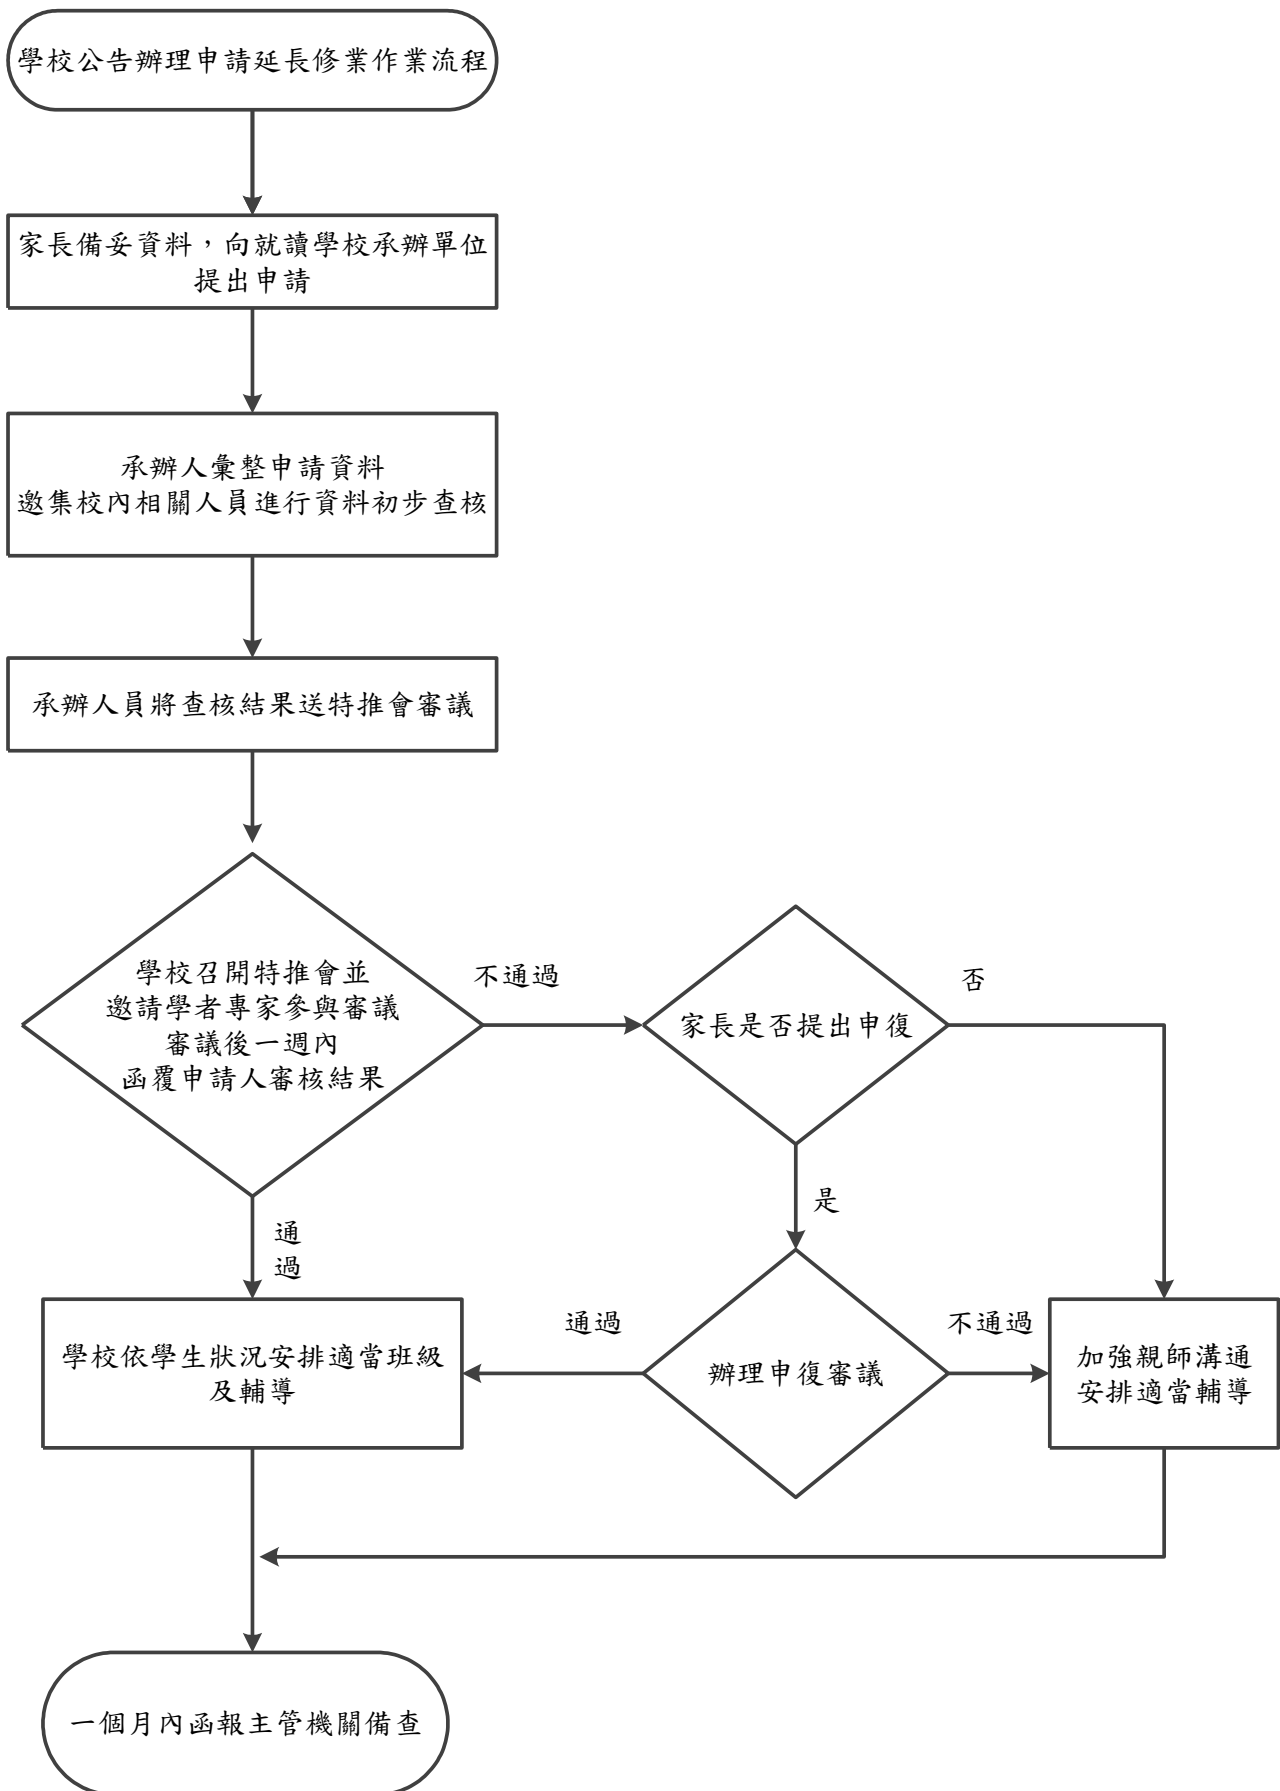 學校公告辦理申請延長修業作業流程
家長備妥資料，向就讀學校承辦單位
提出申請
承辦人彙整申請資料
邀集校內相關人員進行資料初步查核
承辦人員將查核結果送特推會審議
學校召開特推會並
邀請學者專家參與審議
審議後一週內
函覆申請人審核結果
不通過
家長是否提出申復
否
是
通
過
學校依學生狀況安排適當班級
及輔導
通過
辦理申復審議
不通過
加強親師溝通
安排適當輔導
一個月內函報主管機關備查